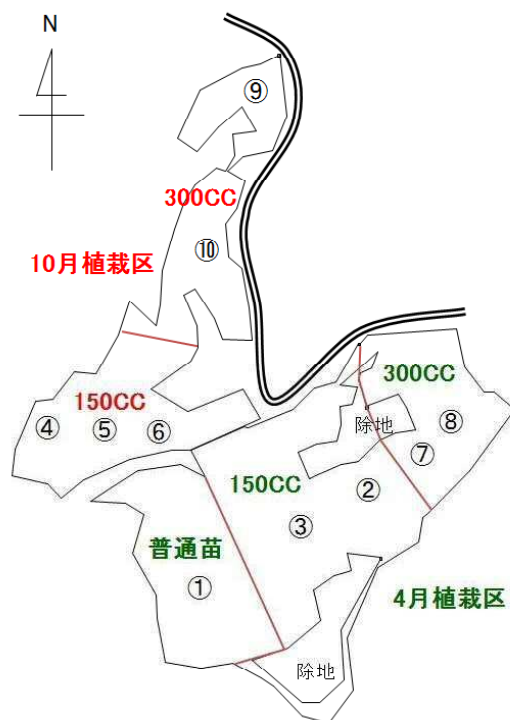 N
⑨
300CC
⑩
10月植栽区
150CC
④ ⑤ ⑥
300CC
除地
⑧
⑦
150CC
②
③
普通苗
①
4月植栽区
除地